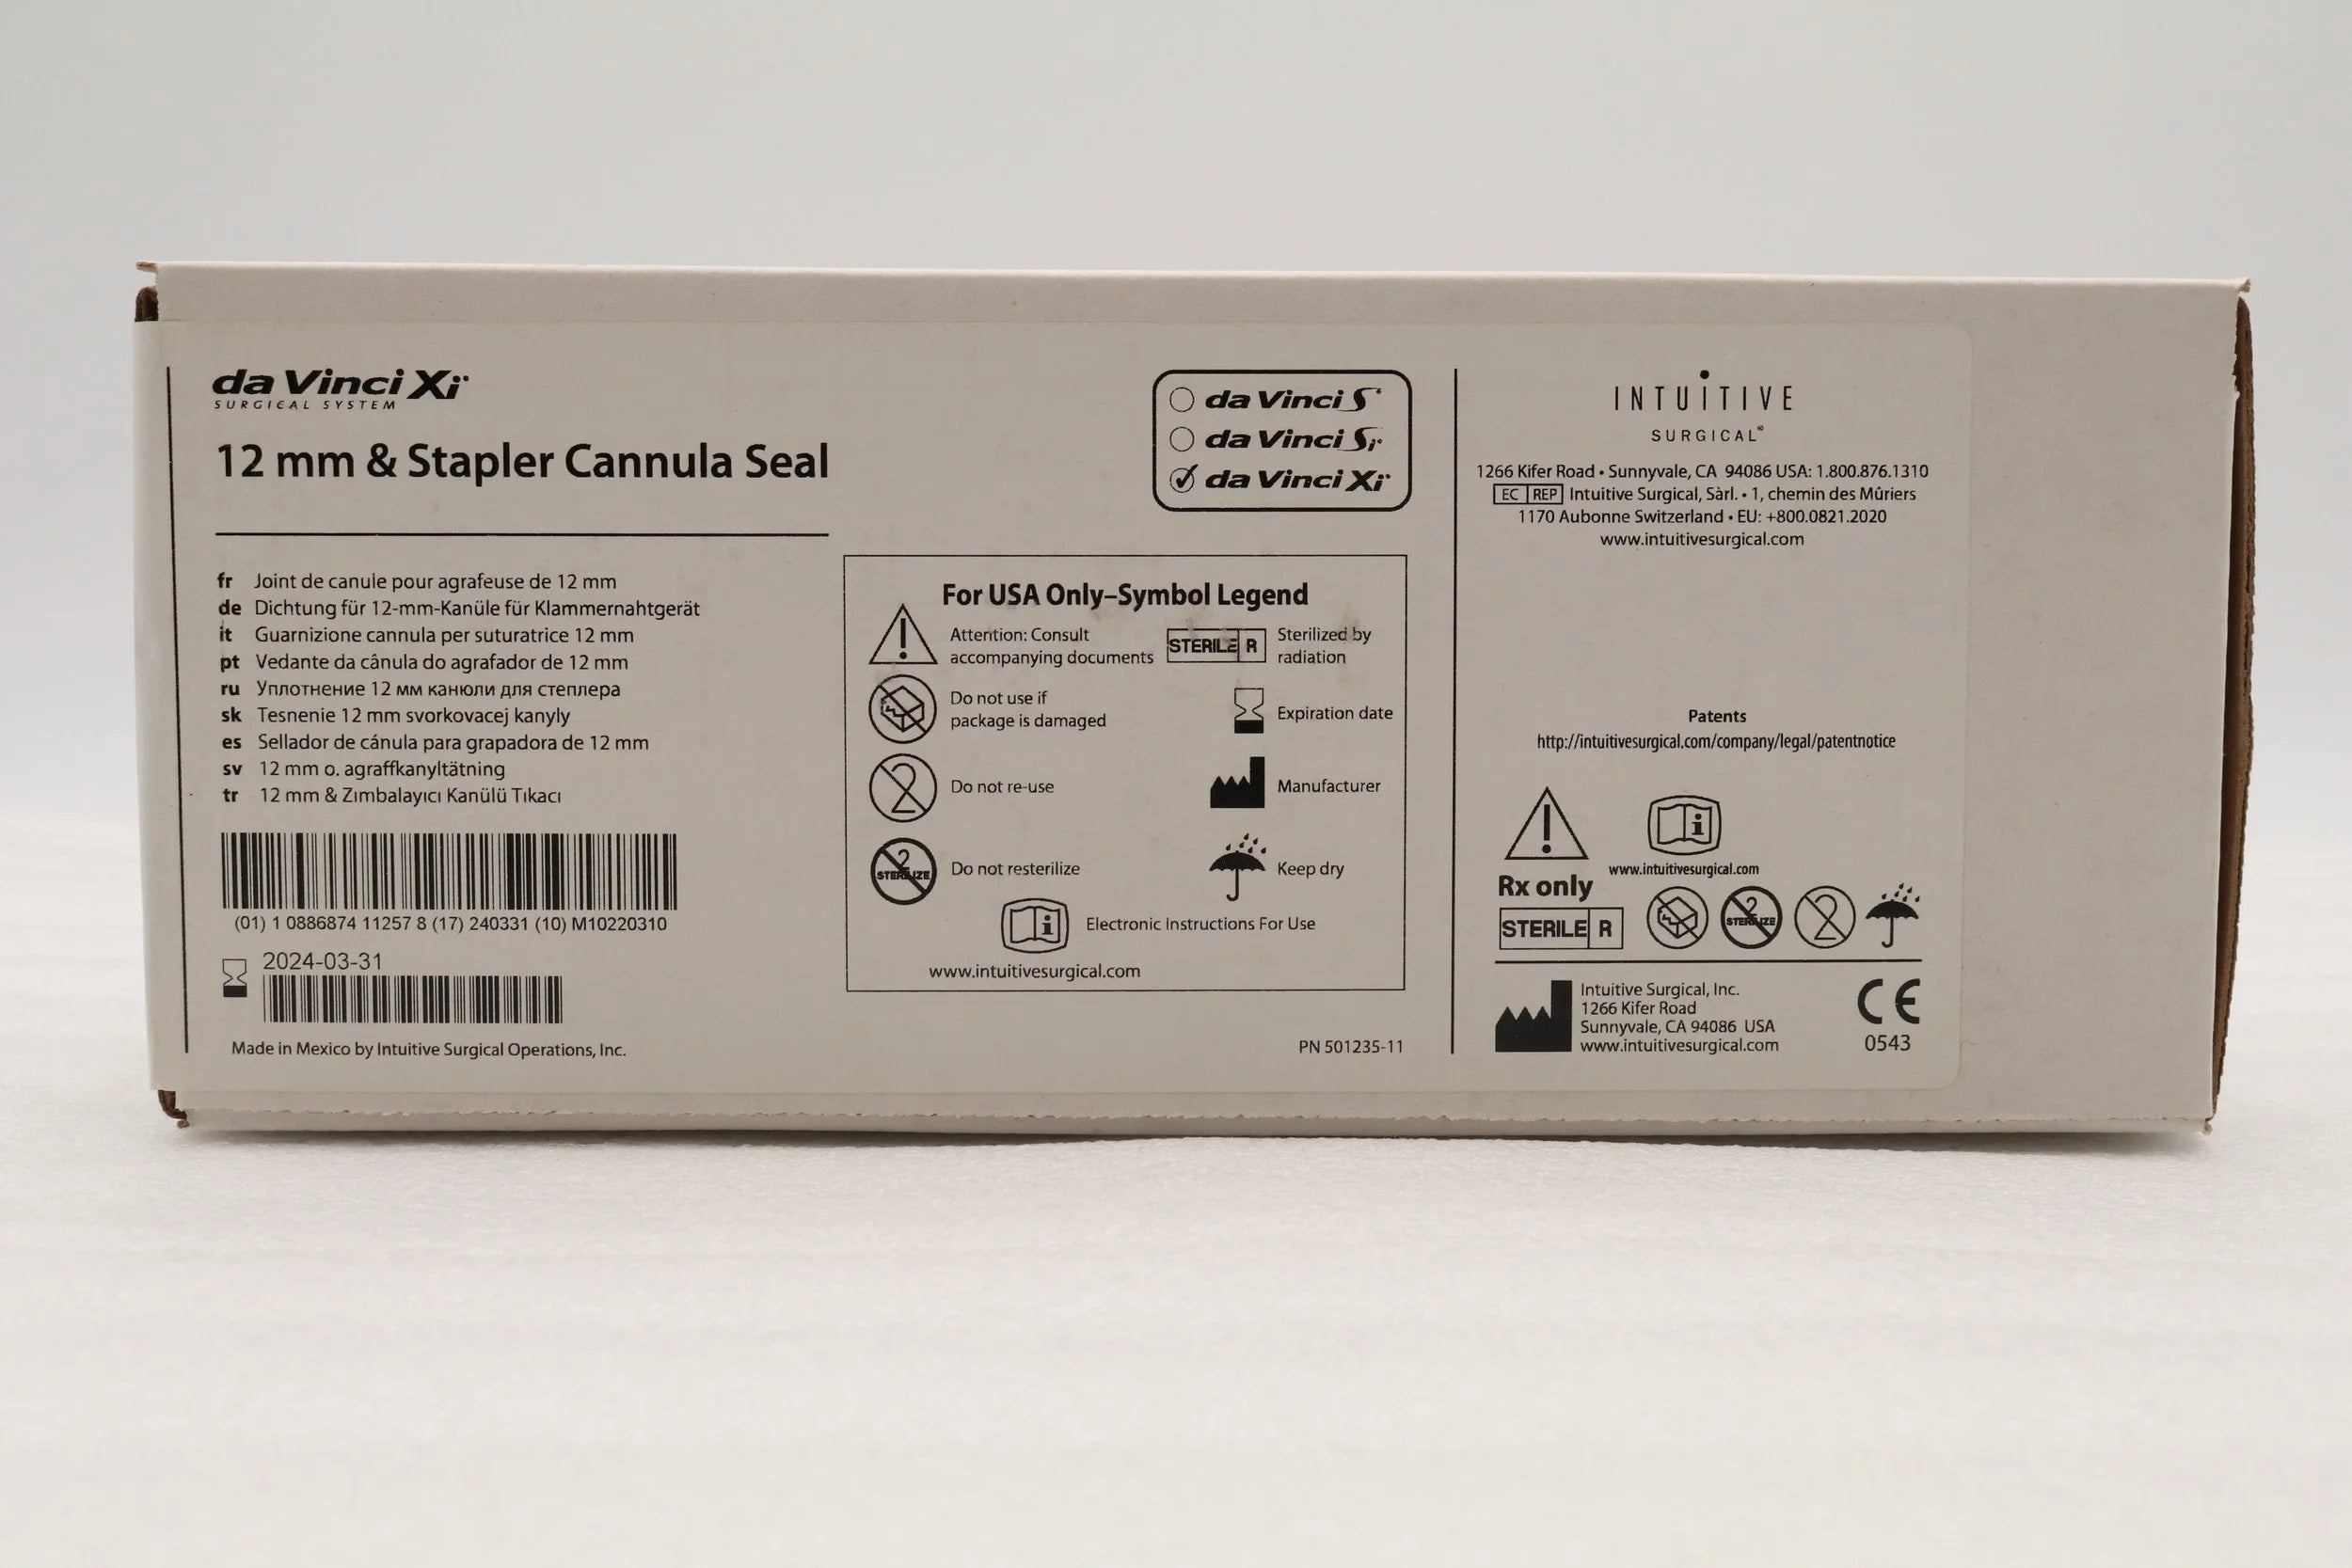 da Vinci Xi
SURGICAL SYSTEM
12 mm & Stapler Cannula Seal
fr Joint de canule pour agrafeuse de 12 mm
de Dichtung für 12-mm-Kanüle für Klammernahtgerät
it Guarnizione cannula per suturatrice 12 mm
pt Vedante da cânula do agrafador de 12 mm
ru Уплотнение 12 мм канюли для степлера
sk Tesnenie 12 mm svorkovacej kanyly
es Sellador de cánula para grapadora de 12 mm
sv 12 mm o. agraffkanyltätning
tr 12 mm & Zımbalayıcı Kanülü Tıkacı
(01) 1 0886874 11257 8 (17) 240331 (10) M10220310
2024-03-31
Made in Mexico by Intuitive Surgical Operations, Inc.
da Vinci S
da Vinci Si
da Vinci Xi
For USA Only–Symbol Legend
Attention: Consult
accompanying documents
STERILE R
Sterilized by
radiation
Do not use if
package is damaged
Expiration date
2
Do not re-use
Manufacturer
2
STERILIZE
Do not resterilize
Keep dry
i
Electronic Instructions For Use
www.intuitivesurgical.com
PN 501235-11
INTUITIVE
SURGICAL®
1266 Kifer Road • Sunnyvale, CA 94086 USA: 1.800.876.1310
EC REP Intuitive Surgical, Sàrl. • 1, chemin des Mûriers
1170 Aubonne Switzerland • EU: +800.0821.2020
www.intuitivesurgical.com
Patents
http://intuitivesurgical.com/company/legal/patentnotice
i
www.intuitivesurgical.com
Rx only
STERILE R
2
STERILIZE
2
Intuitive Surgical, Inc.
1266 Kifer Road
Sunnyvale, CA 94086 USA
www.intuitivesurgical.com
CE
0543